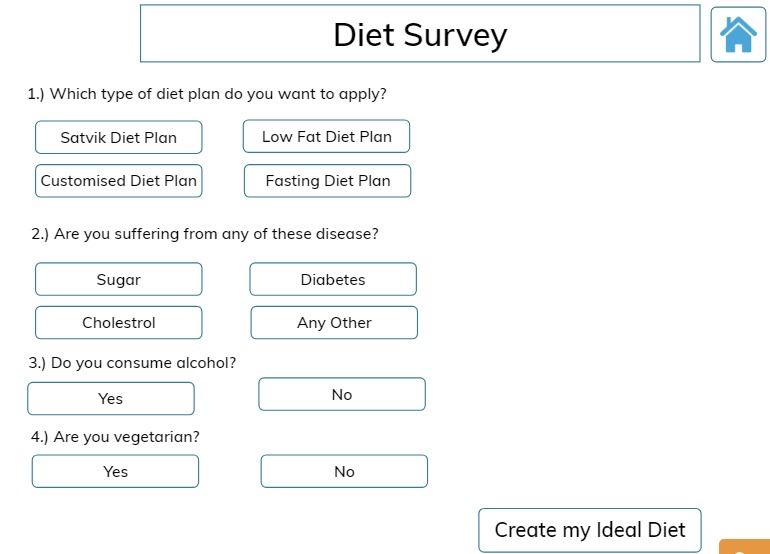 Diet Survey
1.) Which type of diet plan do you want to apply?
Satvik Diet Plan
Low Fat Diet Plan
Customised Diet Plan
Fasting Diet Plan
2.) Are you suffering from any of these disease?
Sugar
Diabetes
Cholestrol
Any Other
3.) Do you consume alcohol?
Yes
No
4.) Are you vegetarian?
Yes
No
Create my Ideal Diet